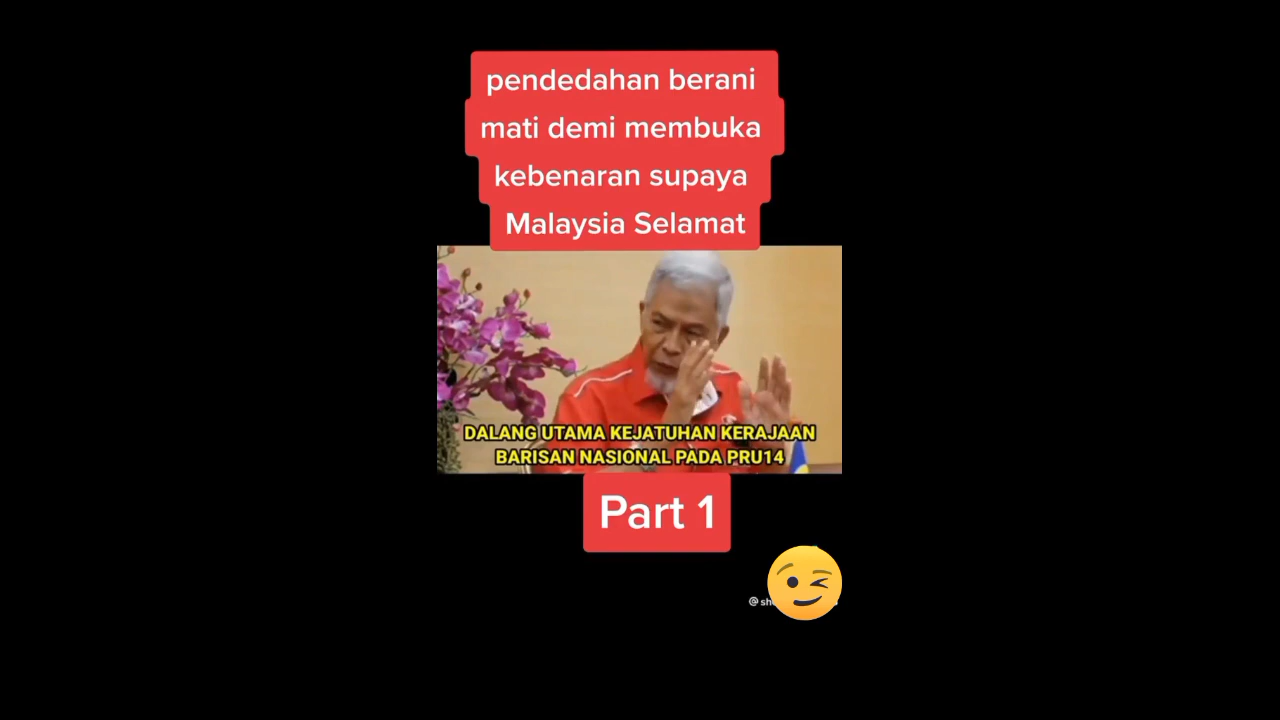 pendedahan berani
mati demi membuka
kebenaran supaya
Malaysia Selamat
DALANG UTAMA KEJATUHAN KERAJAAN
BARISAN NASIONAL PADA PRU14
Part 1